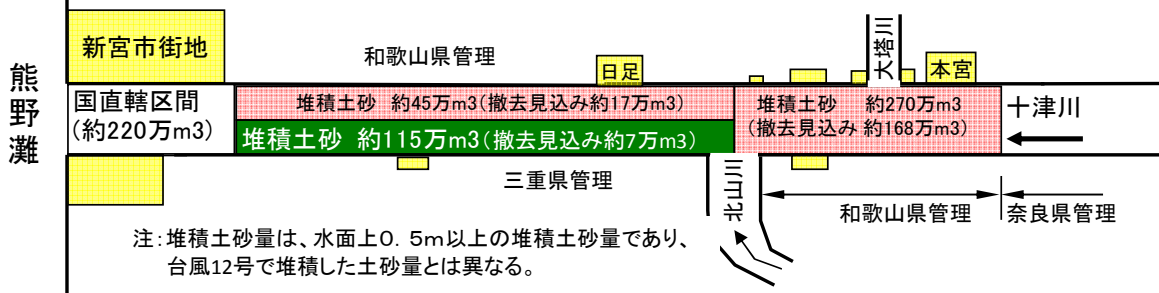 新宮市街地
和歌山県管理
大塔川
熊野灘
日足
本宮
国直轄区間
(約220万m3)
堆積土砂 約45万m3(撤去見込み約17万m3)
堆積土砂 約270万m3
(撤去見込み 約168万m3)
十津川
堆積土砂 約115万m3(撤去見込み約7万m3)
三重県管理
北山川
和歌山県管理
奈良県管理
注:堆積土砂量は、水面上0.5m以上の堆積土砂量であり、
台風12号で堆積した土砂量とは異なる。